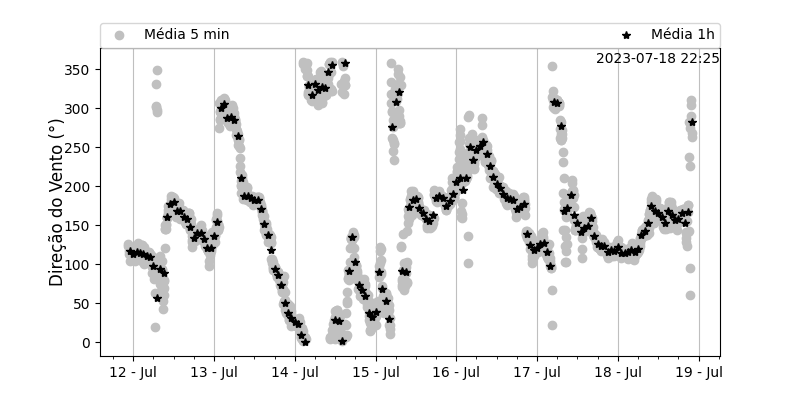 Média 5 min
Média 1h
2023-07-18 22:25
Direção do Vento (°)
350
300
250
200
150
100
50
0
12 - Jul
13 - Jul
14 - Jul
15 - Jul
16 - Jul
17 - Jul
18 - Jul
19 - Jul